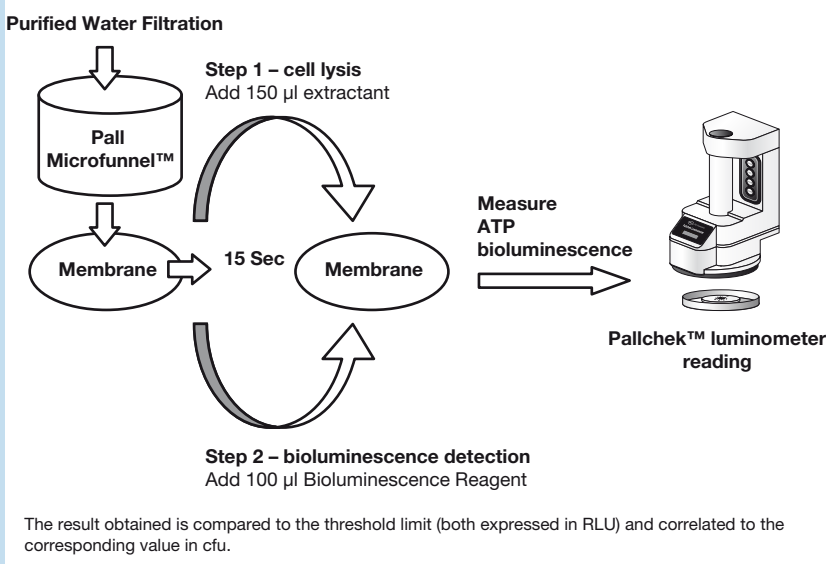 Purified Water Filtration
Step 1 – cell lysis
Add 150 µl extractant
Pall
Microfunnel™
Membrane
15 Sec
Membrane
Measure
ATP
bioluminescence
Pallchek™ luminometer
reading
Step 2 – bioluminescence detection
Add 100 µl Bioluminescence Reagent
The result obtained is compared to the threshold limit (both expressed in RLU) and correlated to the
corresponding value in cfu.